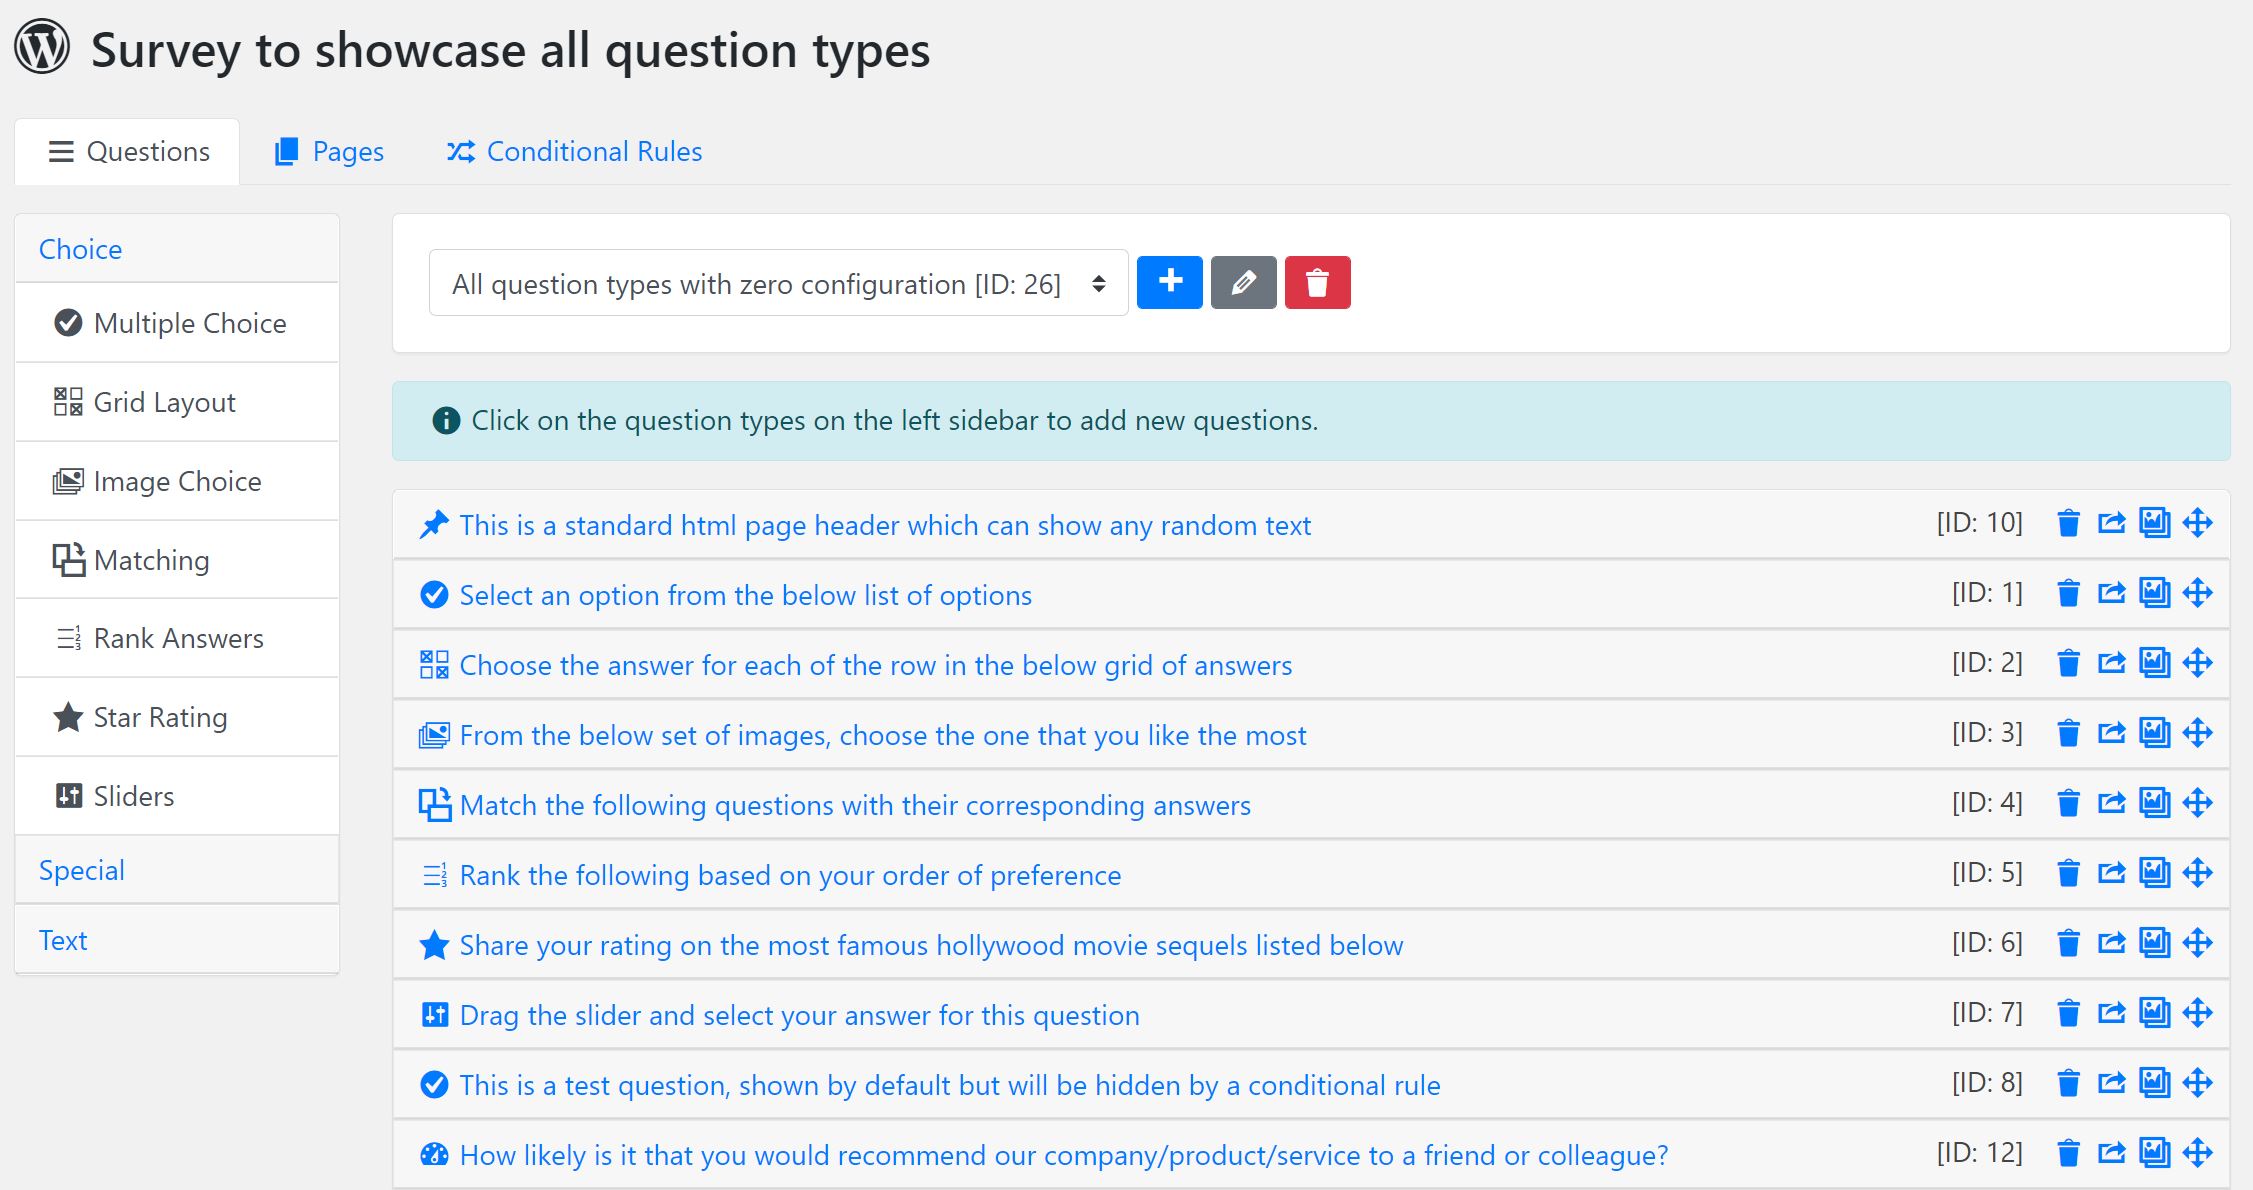 Survey to showcase all question types
Questions
Pages
Conditional Rules
Choice
Multiple Choice
Grid Layout
Image Choice
Matching
Rank Answers
Star Rating
Sliders
Special
Text
All question types with zero configuration [ID: 26]
Click on the question types on the left sidebar to add new questions.
This is a standard html page header which can show any random text [ID: 10]
Select an option from the below list of options [ID: 1]
Choose the answer for each of the row in the below grid of answers [ID: 2]
From the below set of images, choose the one that you like the most [ID: 3]
Match the following questions with their corresponding answers [ID: 4]
Rank the following based on your order of preference [ID: 5]
Share your rating on the most famous hollywood movie sequels listed below [ID: 6]
Drag the slider and select your answer for this question [ID: 7]
This is a test question, shown by default but will be hidden by a conditional rule [ID: 8]
How likely is it that you would recommend our company/product/service to a friend or colleague? [ID: 12]